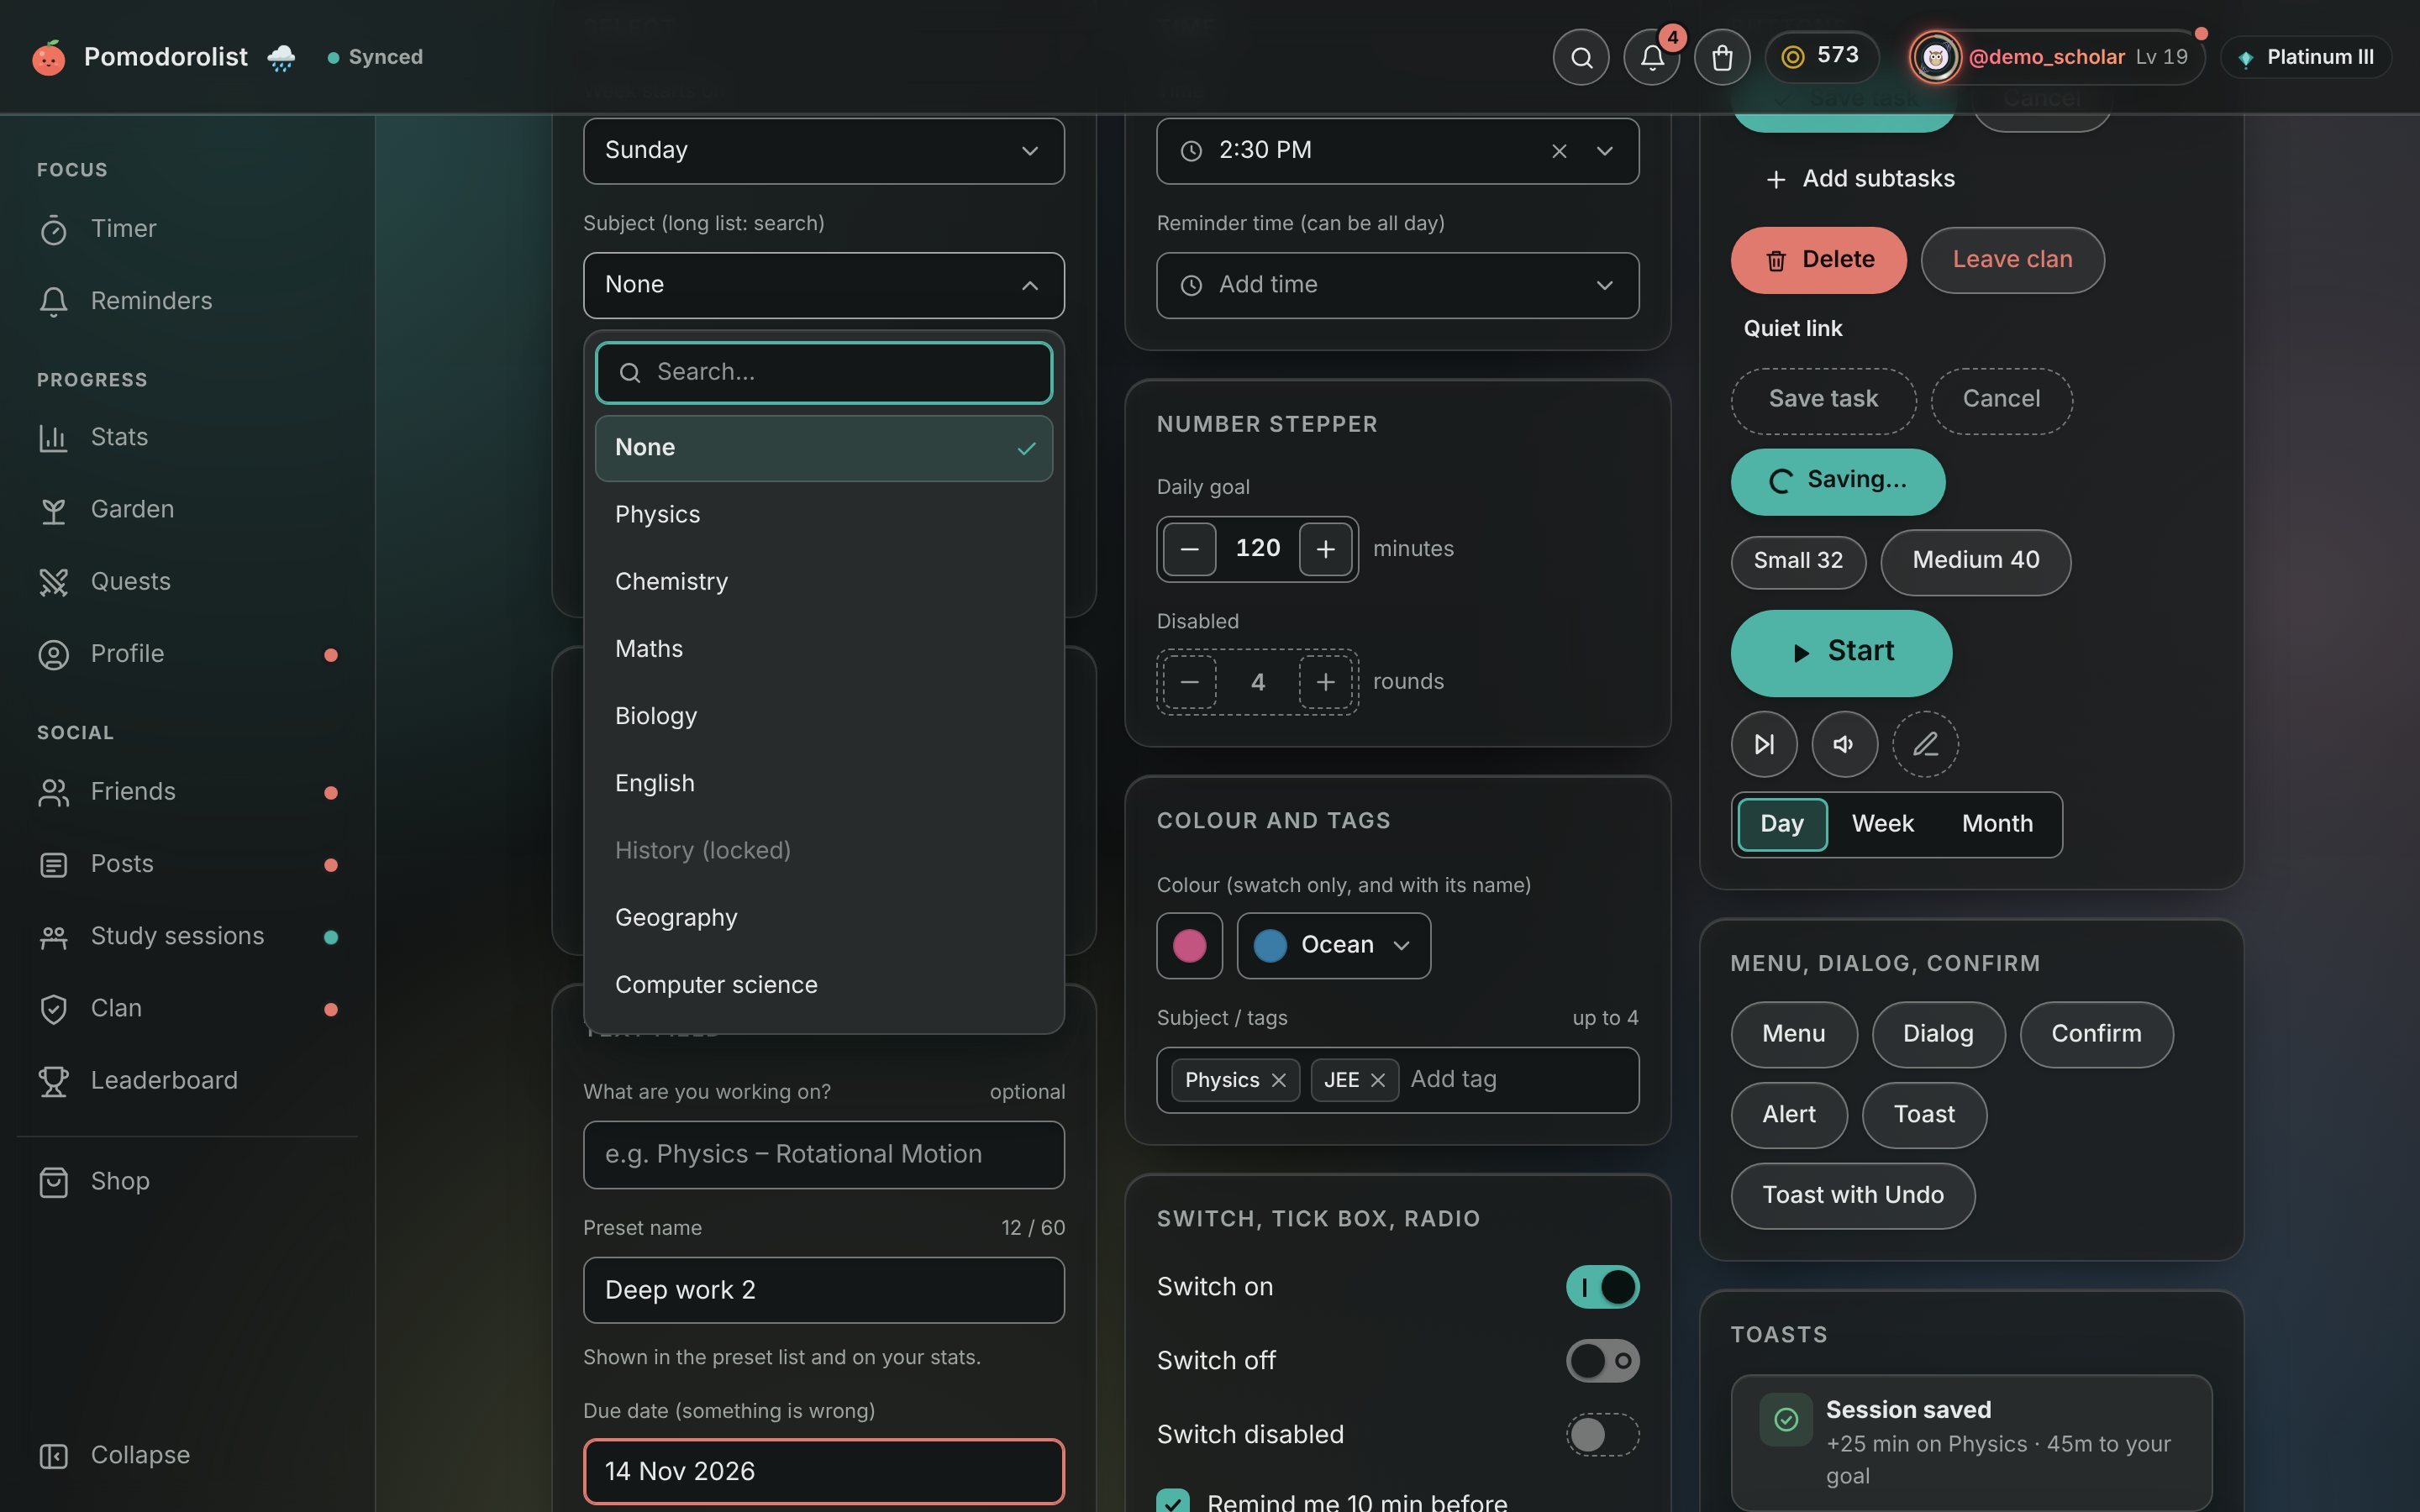 Pomodorolist
Synced
4
573
@demo_scholar Lv 19
Platinum III
FOCUS
Timer
Reminders
PROGRESS
Stats
Garden
Quests
Profile
SOCIAL
Friends
Posts
Study sessions
Clan
Leaderboard
Shop
Collapse
Sunday
Subject (long list: search)
None
Search...
None
Physics
Chemistry
Maths
Biology
English
History (locked)
Geography
Computer science
What are you working on? optional
e.g. Physics – Rotational Motion
Preset name 12 / 60
Deep work 2
Shown in the preset list and on your stats.
Due date (something is wrong)
14 Nov 2026
2:30 PM
Reminder time (can be all day)
Add time
NUMBER STEPPER
Daily goal
120 minutes
Disabled
4 rounds
COLOUR AND TAGS
Colour (swatch only, and with its name)
Ocean
Subject / tags up to 4
Physics JEE Add tag
SWITCH, TICK BOX, RADIO
Switch on
Switch off
Switch disabled
Remind me 10 min before
Save task Cancel
Add subtasks
Delete Leave clan
Quiet link
Save task Cancel
Saving...
Small 32 Medium 40
Start
Day Week Month
MENU, DIALOG, CONFIRM
Menu Dialog Confirm
Alert Toast
Toast with Undo
TOASTS
Session saved
+25 min on Physics · 45m to your
goal